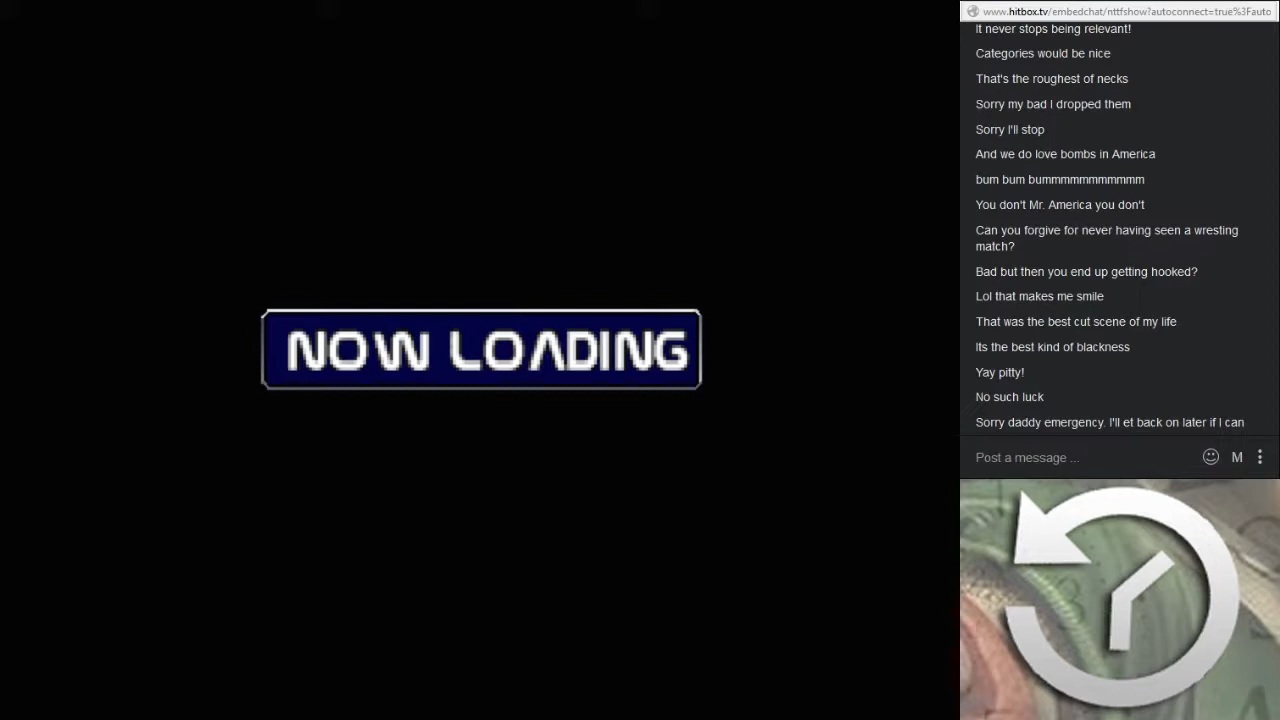 www.hitbox.tv/embedchat/nttfshow?autoconnect=true%3Fauto
It never stops being relevant!
Categories would be nice
That's the roughest of necks
Sorry my bad I dropped them
Sorry I'll stop
And we do love bombs in America
bum bum bummmmmmmmmmm
You don't Mr. America you don't
Can you forgive for never having seen a wresting
match?
Bad but then you end up getting hooked?
Lol that makes me smile
That was the best cut scene of my life
Its the best kind of blackness
Yay pitty!
No such luck
Sorry daddy emergency. I'll et back on later if I can
Post a message ...
M
NOW LOADING